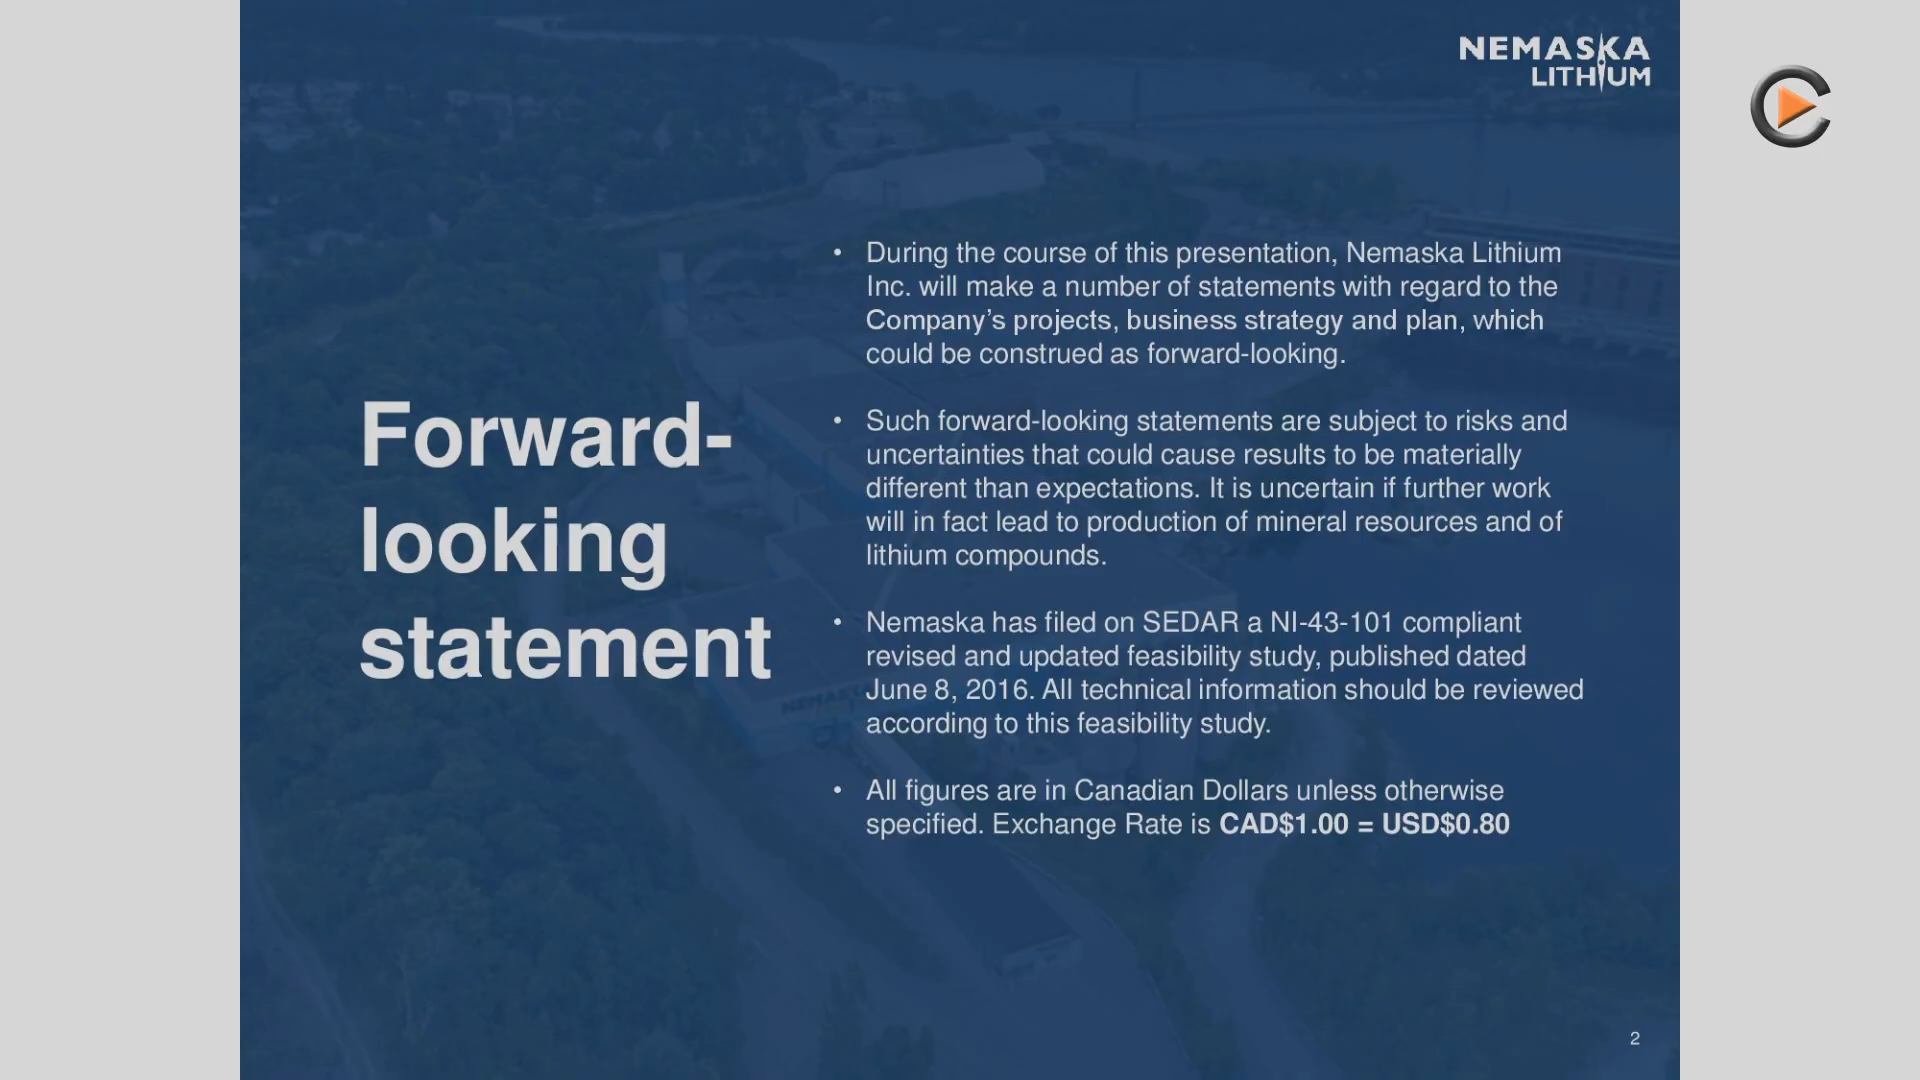 NEMASKA
LITHIUM
Forward-
looking
statement
• During the course of this presentation, Nemaska Lithium
Inc. will make a number of statements with regard to the
Company’s projects, business strategy and plan, which
could be construed as forward-looking.
• Such forward-looking statements are subject to risks and
uncertainties that could cause results to be materially
different than expectations. It is uncertain if further work
will in fact lead to production of mineral resources and of
lithium compounds.
• Nemaska has filed on SEDAR a NI-43-101 compliant
revised and updated feasibility study, published dated
June 8, 2016. All technical information should be reviewed
according to this feasibility study.
• All figures are in Canadian Dollars unless otherwise
specified. Exchange Rate is CAD$1.00 = USD$0.80
2